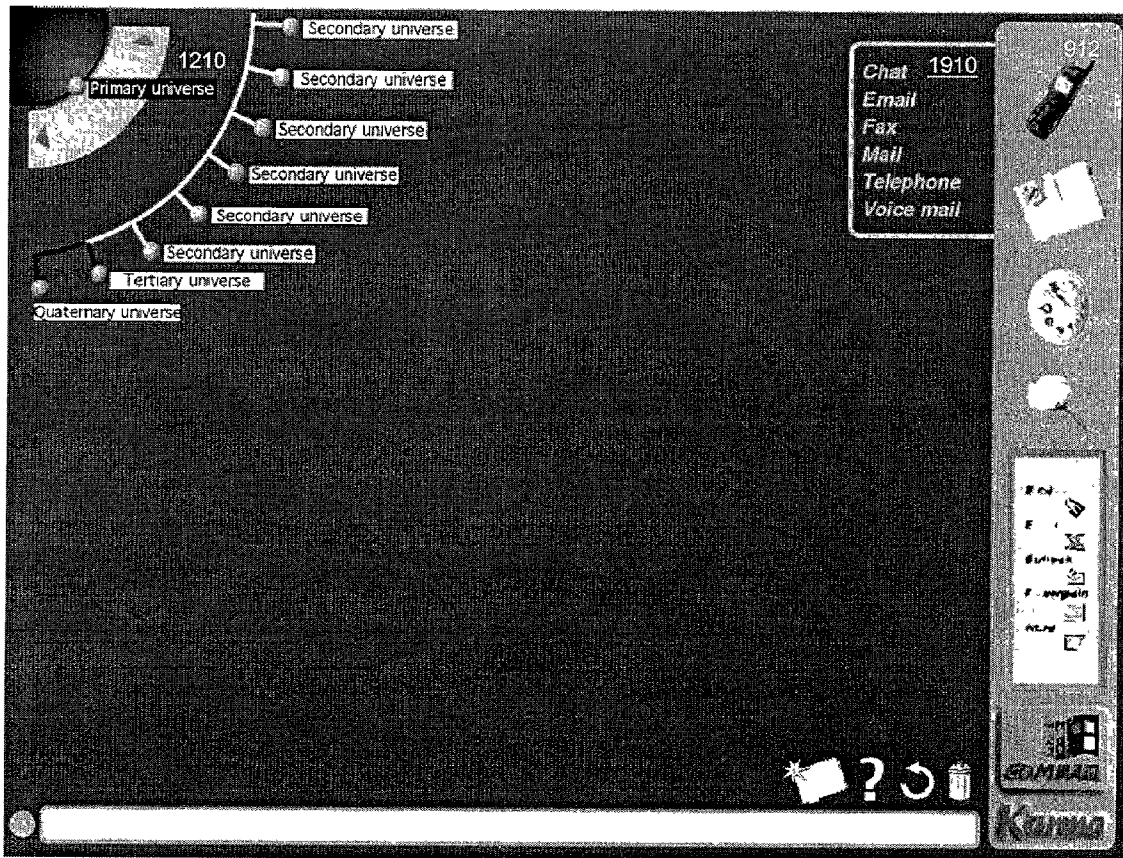 Secondary universe
1210
Secondary universe
Primary universe
Secondary universe
Secondary universe
Secondary universe
Secondary universe
Tertiary universe
Quaternary universe
912
Chat 1910
Email
Fax
Mail
Telephone
Voice mail
?